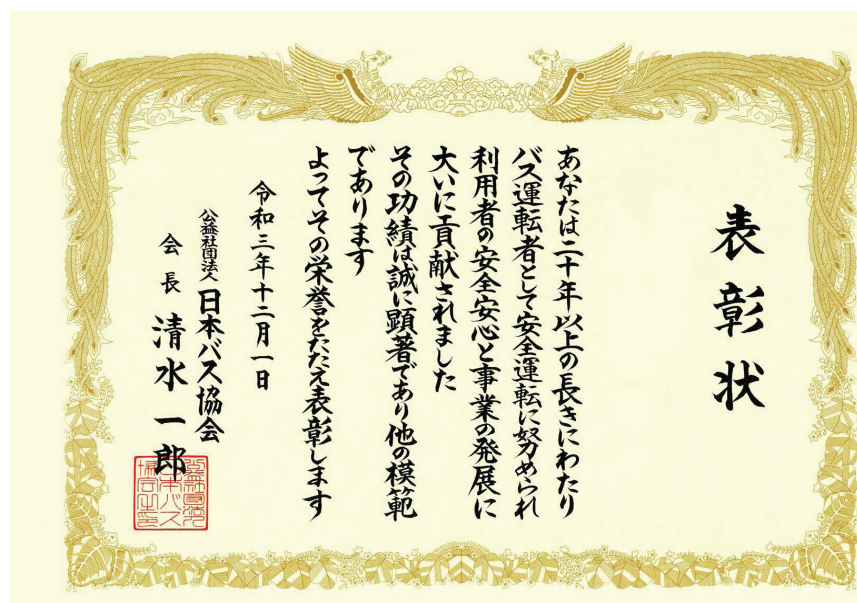 表彰状
あなたは二十年以上の長きにわたり
バス運転者として安全運転に努められ
利用者の安全安心と事業の発展に
大いに貢献されました
その功績は誠に顕著であり他の模範
であります
よってその栄誉をたたえ表彰します
令和三年十二月一日
公益社団法人 日本バス協会
会長 清水一郎